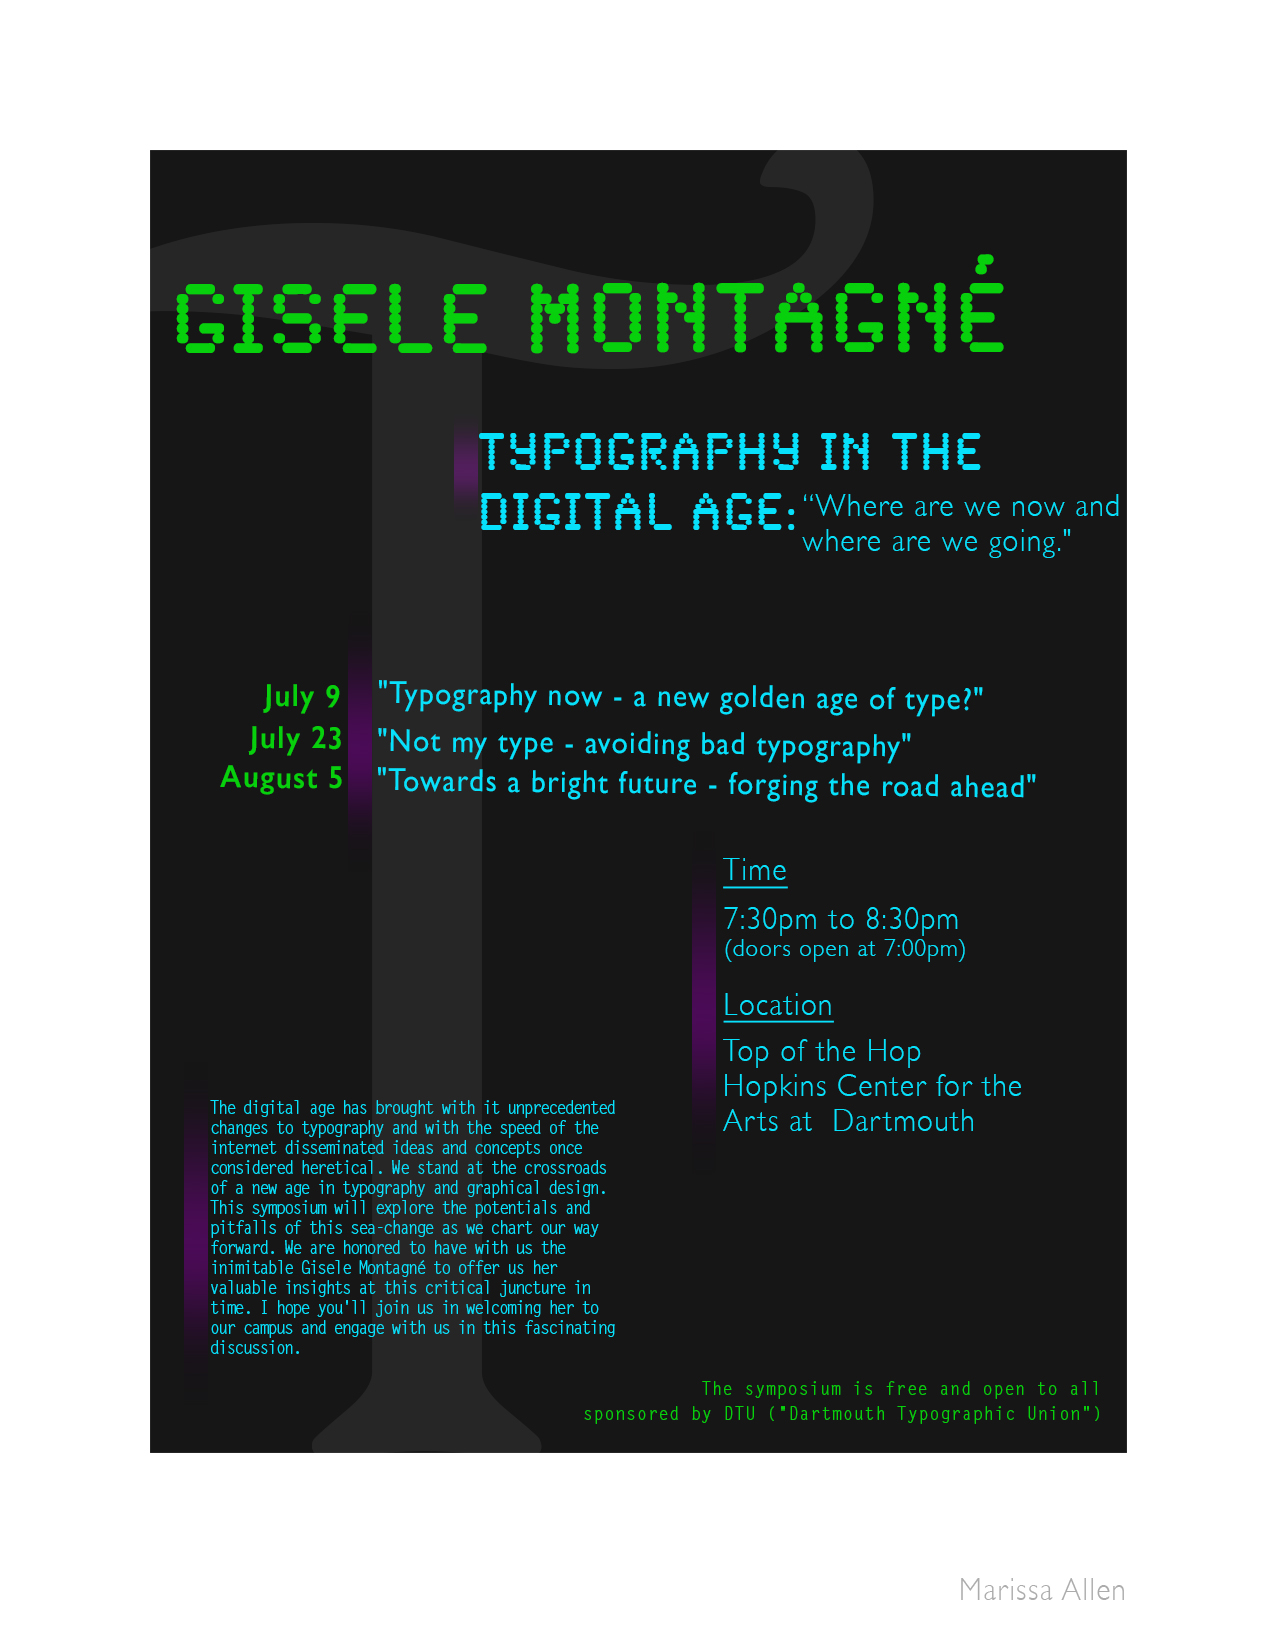 GISELE MONTAGNÉ
TYPOGRAPHY IN THE
DIGITAL AGE: “Where are we now and
where are we going."
July 9 "Typography now - a new golden age of type?"
July 23 "Not my type - avoiding bad typography"
August 5 "Towards a bright future - forging the road ahead"
Time
7:30pm to 8:30pm
(doors open at 7:00pm)
Location
Top of the Hop
Hopkins Center for the
Arts at Dartmouth
The digital age has brought with it unprecedented
changes to typography and with the speed of the
internet disseminated ideas and concepts once
considered heretical. We stand at the crossroads
of a new age in typography and graphical design.
This symposium will explore the potentials and
pitfalls of this sea-change as we chart our way
forward. We are honored to have with us the
inimitable Gisele Montagné to offer us her
valuable insights at this critical juncture in
time. I hope you'll join us in welcoming her to
our campus and engage with us in this fascinating
discussion.
The symposium is free and open to all
sponsored by DTU ("Dartmouth Typographic Union")
Marissa Allen